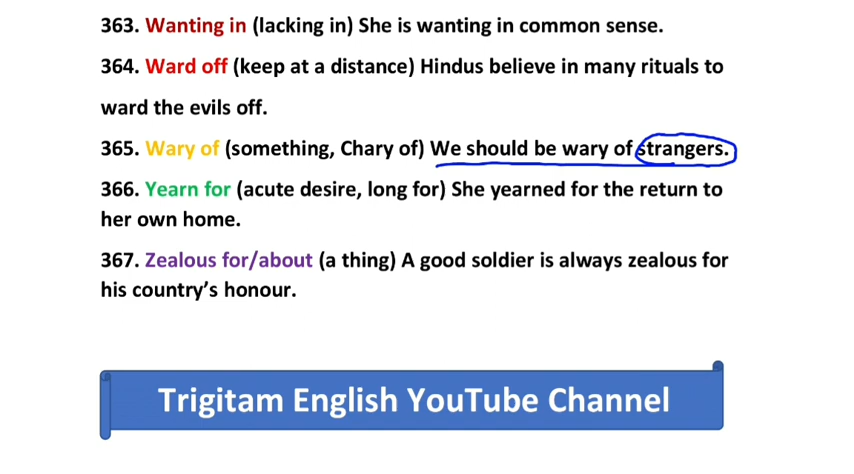 363. Wanting in (lacking in) She is wanting in common sense.
364. Ward off (keep at a distance) Hindus believe in many rituals to
ward the evils off.
365. Wary of (something, Chary of) We should be wary of strangers.
366. Yearn for (acute desire, long for) She yearned for the return to
her own home.
367. Zealous for/about (a thing) A good soldier is always zealous for
his country’s honour.
Trigitam English YouTube Channel